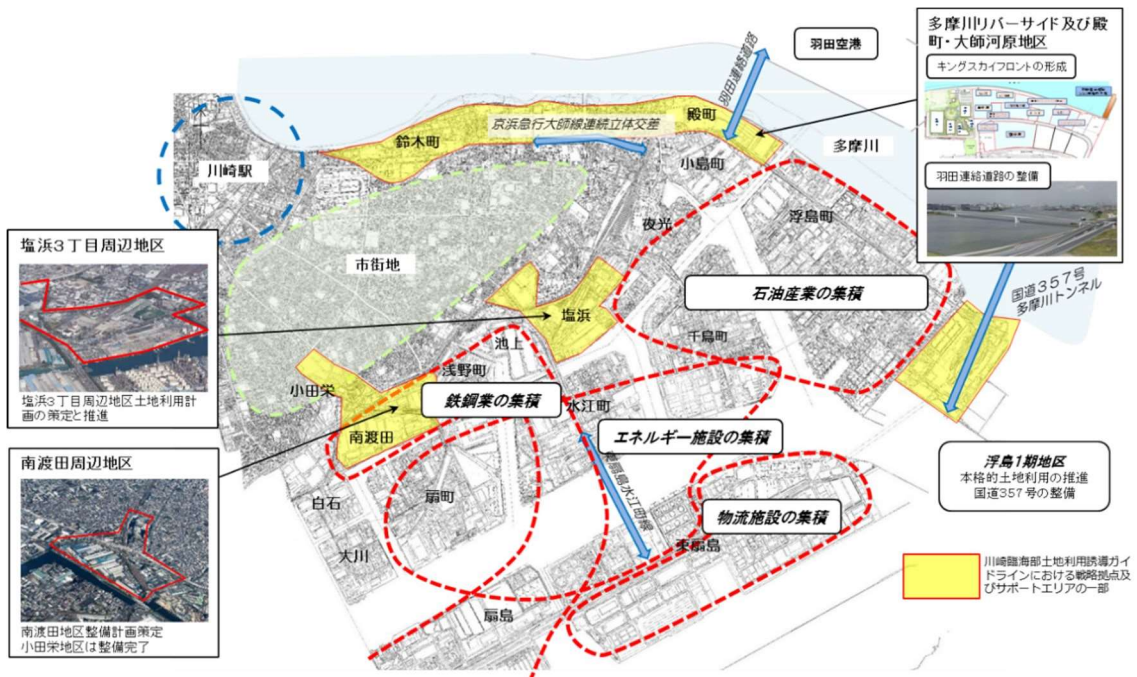 多摩川リバーサイド及び殿
町・大師河原地区
キングスカイフロントの形成
羽田連絡道路の整備
羽田空港
羽田連絡道路
京浜急行大師線連続立体交差
殿町
鈴木町
小島町
多摩川
川崎駅
夜光
浮島町
市街地
石油産業の集積
国道357号
多摩川トンネル
塩浜3丁目周辺地区
塩浜3丁目周辺地区土地利用計
画の策定と推進
塩浜
千鳥町
池上
浅野町
小田栄
鉄鋼業の集積
水江町
エネルギー施設の集積
南渡田
南渡田周辺地区
南渡田地区整備計画策定
小田栄地区は整備完了
白石
扇町
大川
水江町線
物流施設の集積
東扇島
扇島
浮島1期地区
本格的土地利用の推進
国道357号の整備
川崎臨海部土地利用誘導ガイ
ドラインにおける戦略拠点及
びサポートエリアの一部